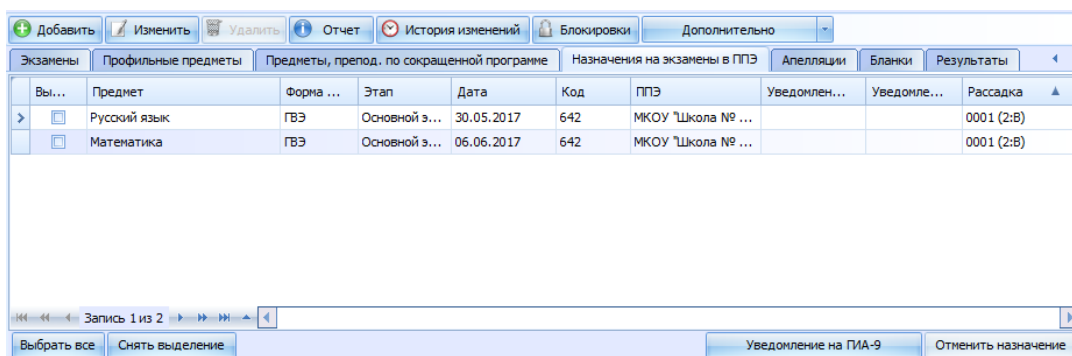 Добавить Изменить Удалить Отчет История изменений Блокировки Дополнительно
Экзамены Профильные предметы Предметы, препод. по сокращенной программе Назначения на экзамены в ППЭ Апелляции Бланки Результаты
Вы... Предмет Форма ... Этап Дата Код ППЭ Уведомлен... Уведомле... Рассадка
Русский язык ГВЭ Основной э... 30.05.2017 642 МКОУ "Школа № ... 0001 (2:B)
Математика ГВЭ Основной э... 06.06.2017 642 МКОУ "Школа № ... 0001 (2:B)
Запись 1 из 2
Выбрать все Снять выделение Уведомление на ГИА-9 Отменить назначение